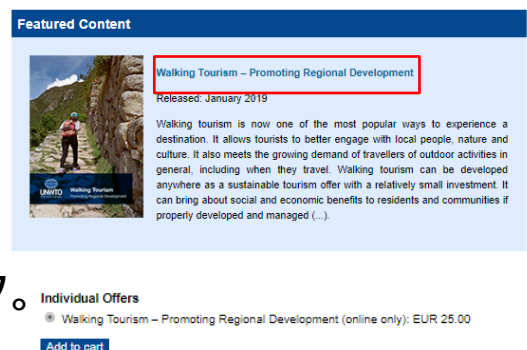 Featured Content
Walking Tourism – Promoting Regional Development
Released: January 2019
Walking tourism is now one of the most popular ways to experience a
destination. It allows tourists to better engage with local people, nature and
culture. It also meets the growing demand of travellers of outdoor activities in
general, including when they travel. Walking tourism can be developed
anywhere as a sustainable tourism offer with a relatively small investment. It
can bring about social and economic benefits to residents and communities if
properly developed and managed (...).
UNWTO
Walking Tourism
Promoting Regional Development
。
Individual Offers
Walking Tourism – Promoting Regional Development (online only): EUR 25.00
Add to cart